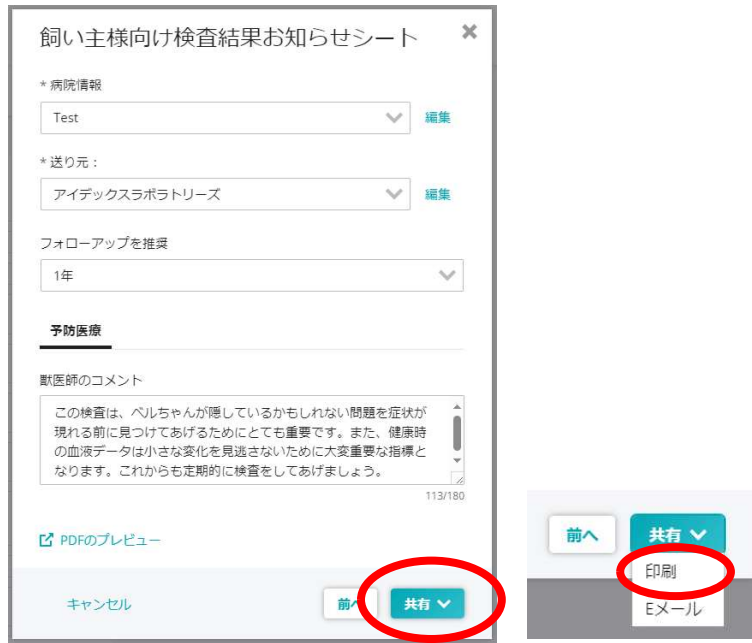 飼い主様向け検査結果お知らせシート
* 病院情報
Test
編集
* 送り元：
アイデックスラボラトリーズ
編集
フォローアップを推奨
1年
予防医療
獣医師のコメント
この検査は、ベルちゃんが隠しているかもしれない問題を症状が
現れる前に見つけてあげるためにとても重要です。また、健康時
の血液データは小さな変化を見逃さないために大変重要な指標と
なります。これからも定期的に検査をしてあげましょう。
113/180
PDFのプレビュー
キャンセル
前へ
共有
前へ
共有
印刷
Eメール